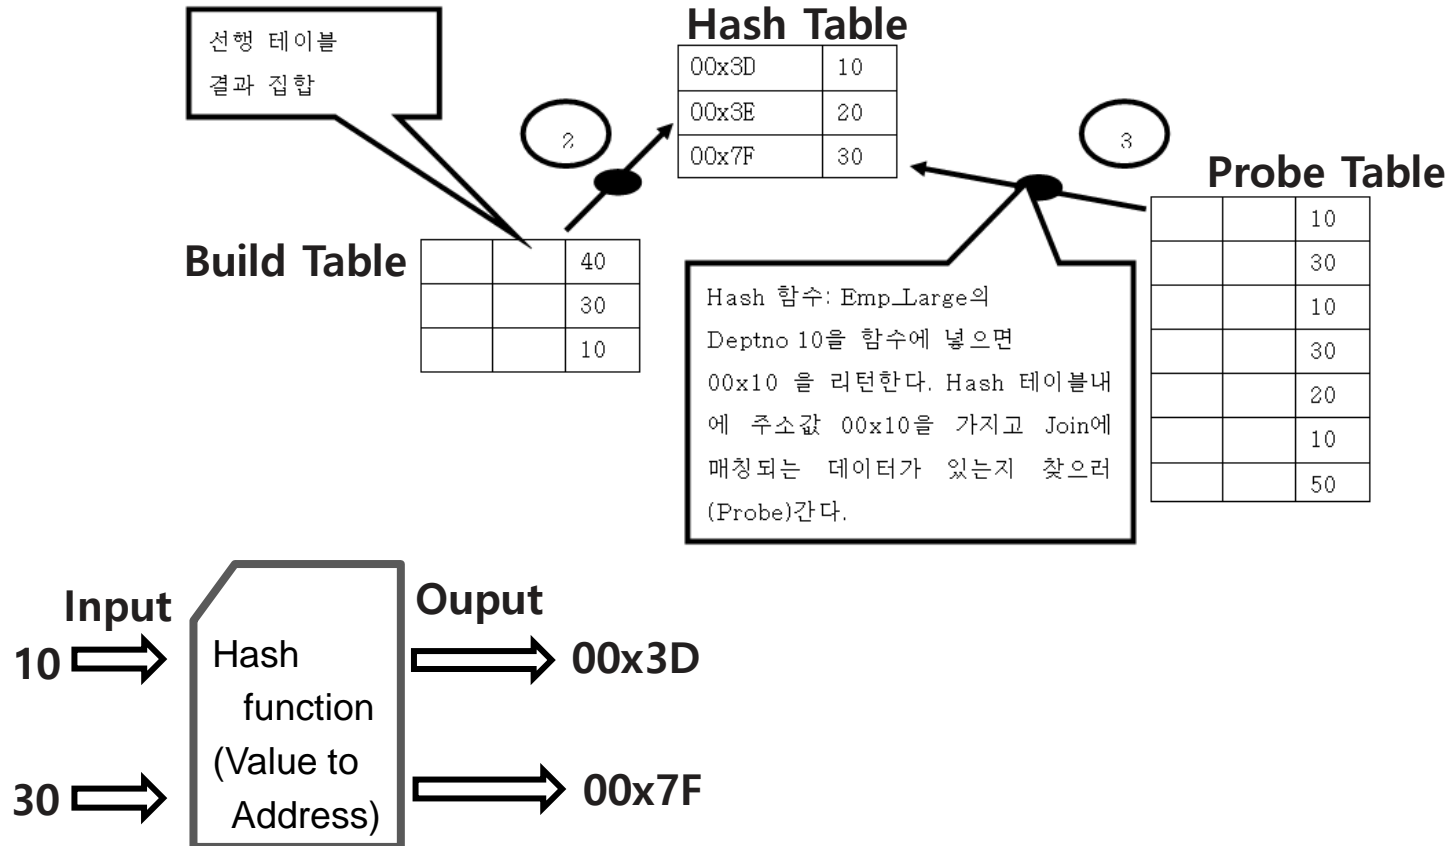 Hash Table
선행 테이블
결과 집합
00x3D 10
00x3E 20
00x7F 30
2
3
Probe Table
10
30
10
30
20
10
50
Build Table
40
30
10
Hash 함수: Emp_Large의
Deptno 10을 함수에 넣으면
00x10 을 리턴한다. Hash 테이블내
에 주소값 00x10을 가지고 Join에
매칭되는 데이터가 있는지 찾으러
(Probe)간다.
Input
Ouput
10
Hash
function
(Value to
Address)
00x3D
30
00x7F